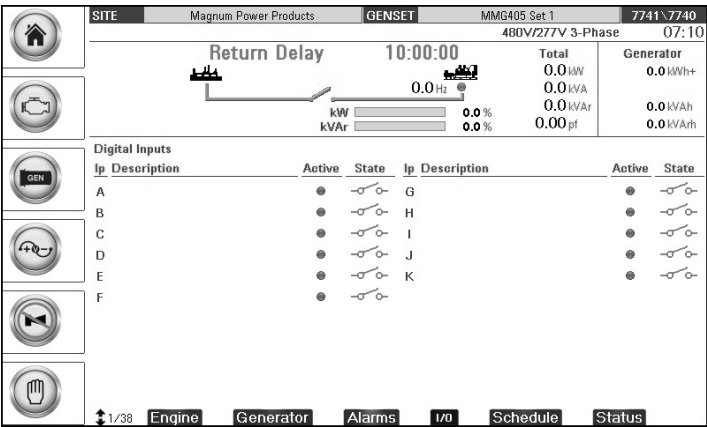 SITE Magnum Power Products GENSET MMG405 Set 1 7741\7740
480V/277V 3-Phase 07:10
Return Delay 10:00:00 Total Generator
0.0 kW 0.0 kWh+
0.0 Hz 0.0 kVA
0.0 kVAr 0.0 kVAh
kW 0.0 % 0.00 pf 0.0 kVArh
kVAr 0.0 %
Digital Inputs
Ip Description Active State Ip Description Active State
A G
B H
C I
GEN
D J
E K
F
1/38 Engine Generator Alarms I/O Schedule Status